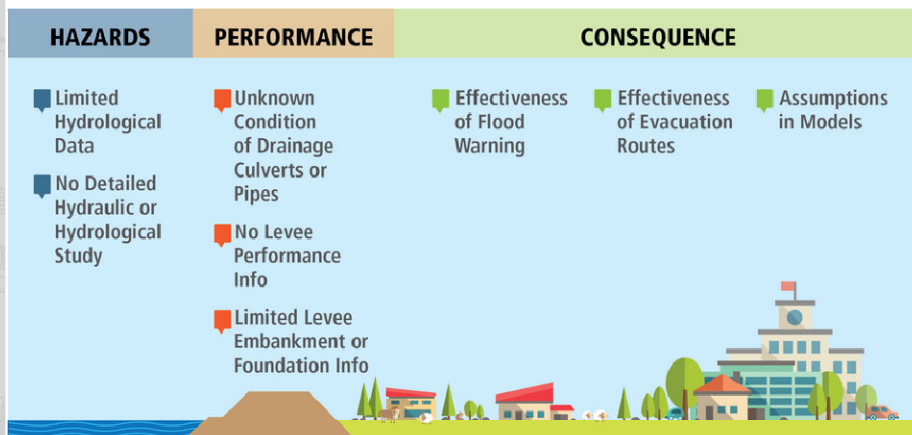 HAZARDS
PERFORMANCE
CONSEQUENCE
Limited
Hydrological
Data
No Detailed
Hydraulic or
Hydrological
Study
Unknown
Condition
of Drainage
Culverts or
Pipes
No Levee
Performance
Info
Limited Levee
Embankment or
Foundation Info
Effectiveness
of Flood
Warning
Effectiveness
of Evacuation
Routes
Assumptions
in Models